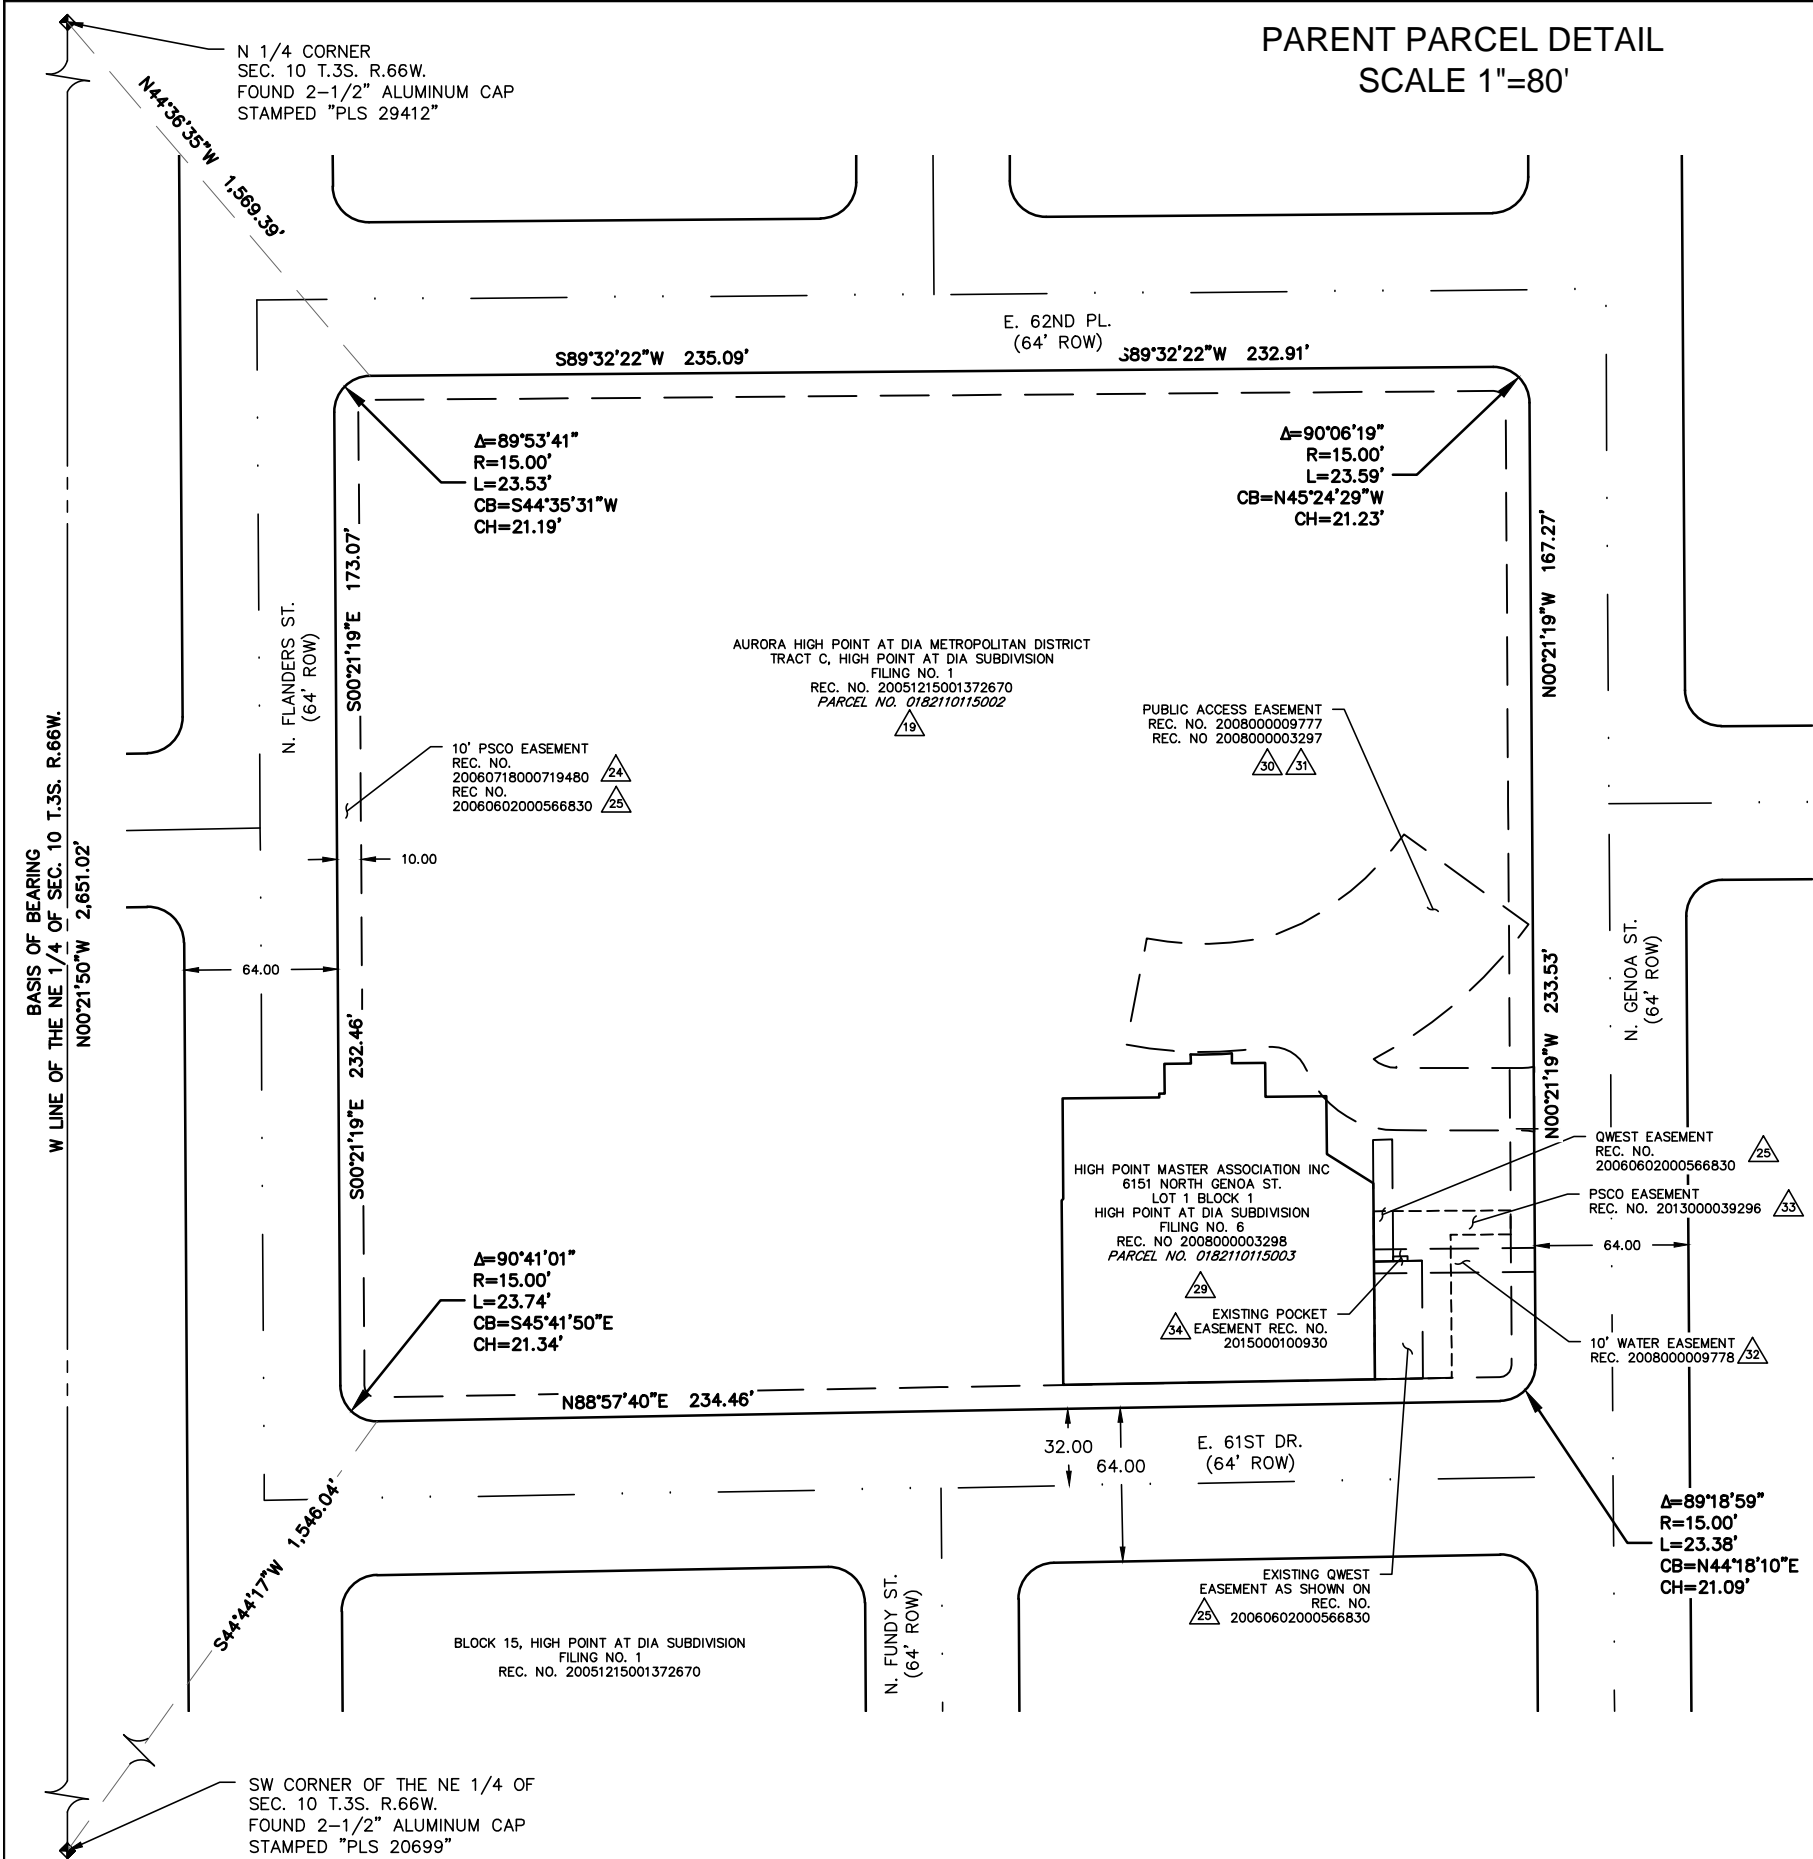 PARENT PARCEL DETAIL
SCALE 1"=80'
N 1/4 CORNER
SEC. 10 T.3S. R.66W.
FOUND 2-1/2" ALUMINUM CAP
STAMPED "PLS 29412"
N44°36'35"W 1,569.39'
E. 62ND PL.
(64' ROW)
S89°32'22"W 235.09'
S89°32'22"W 232.91'
Δ=89°53'41"
R=15.00'
L=23.53'
CB=S44°35'31"W
CH=21.19'
Δ=90°06'19"
R=15.00'
L=23.59'
CB=N45°24'29"W
CH=21.23'
S00°21'19"E 173.07'
N00°21'19"W 167.27'
N. FLANDERS ST.
(64' ROW)
AURORA HIGH POINT AT DIA METROPOLITAN DISTRICT
TRACT C, HIGH POINT AT DIA SUBDIVISION
FILING NO. 1
REC. NO. 20051215001372670
PARCEL NO. 0182110115002
19
PUBLIC ACCESS EASEMENT
REC. NO. 2008000009777
REC. NO 2008000003297
30 31
10' PSCO EASEMENT
REC. NO.
20060718000719480 24
REC NO.
20060602000566830 25
10.00
BASIS OF BEARING
W LINE OF THE NE 1/4 OF SEC. 10 T.3S. R.66W.
N00°21'50"W 2,651.02'
64.00
S00°21'19"E 232.46'
N00°21'19"W 233.53'
N. GENOA ST.
(64' ROW)
QWEST EASEMENT
REC. NO.
20060602000566830 25
PSCO EASEMENT
REC. NO. 2013000039296 33
64.00
HIGH POINT MASTER ASSOCIATION INC
6151 NORTH GENOA ST.
LOT 1 BLOCK 1
HIGH POINT AT DIA SUBDIVISION
FILING NO. 6
REC. NO 2008000003298
PARCEL NO. 0182110115003
29
EXISTING POCKET
34 EASEMENT REC. NO.
2015000100930
10' WATER EASEMENT
REC. 2008000009778 32
Δ=90°41'01"
R=15.00'
L=23.74'
CB=S45°41'50"E
CH=21.34'
N88°57'40"E 234.46'
32.00
64.00
E. 61ST DR.
(64' ROW)
Δ=89°18'59"
R=15.00'
L=23.38'
CB=N44°18'10"E
CH=21.09'
S44°44'17"W 1,546.04'
EXISTING QWEST
EASEMENT AS SHOWN ON
REC. NO.
25 20060602000566830
N. FUNDY ST.
(64' ROW)
BLOCK 15, HIGH POINT AT DIA SUBDIVISION
FILING NO. 1
REC. NO. 20051215001372670
SW CORNER OF THE NE 1/4 OF
SEC. 10 T.3S. R.66W.
FOUND 2-1/2" ALUMINUM CAP
STAMPED "PLS 20699"